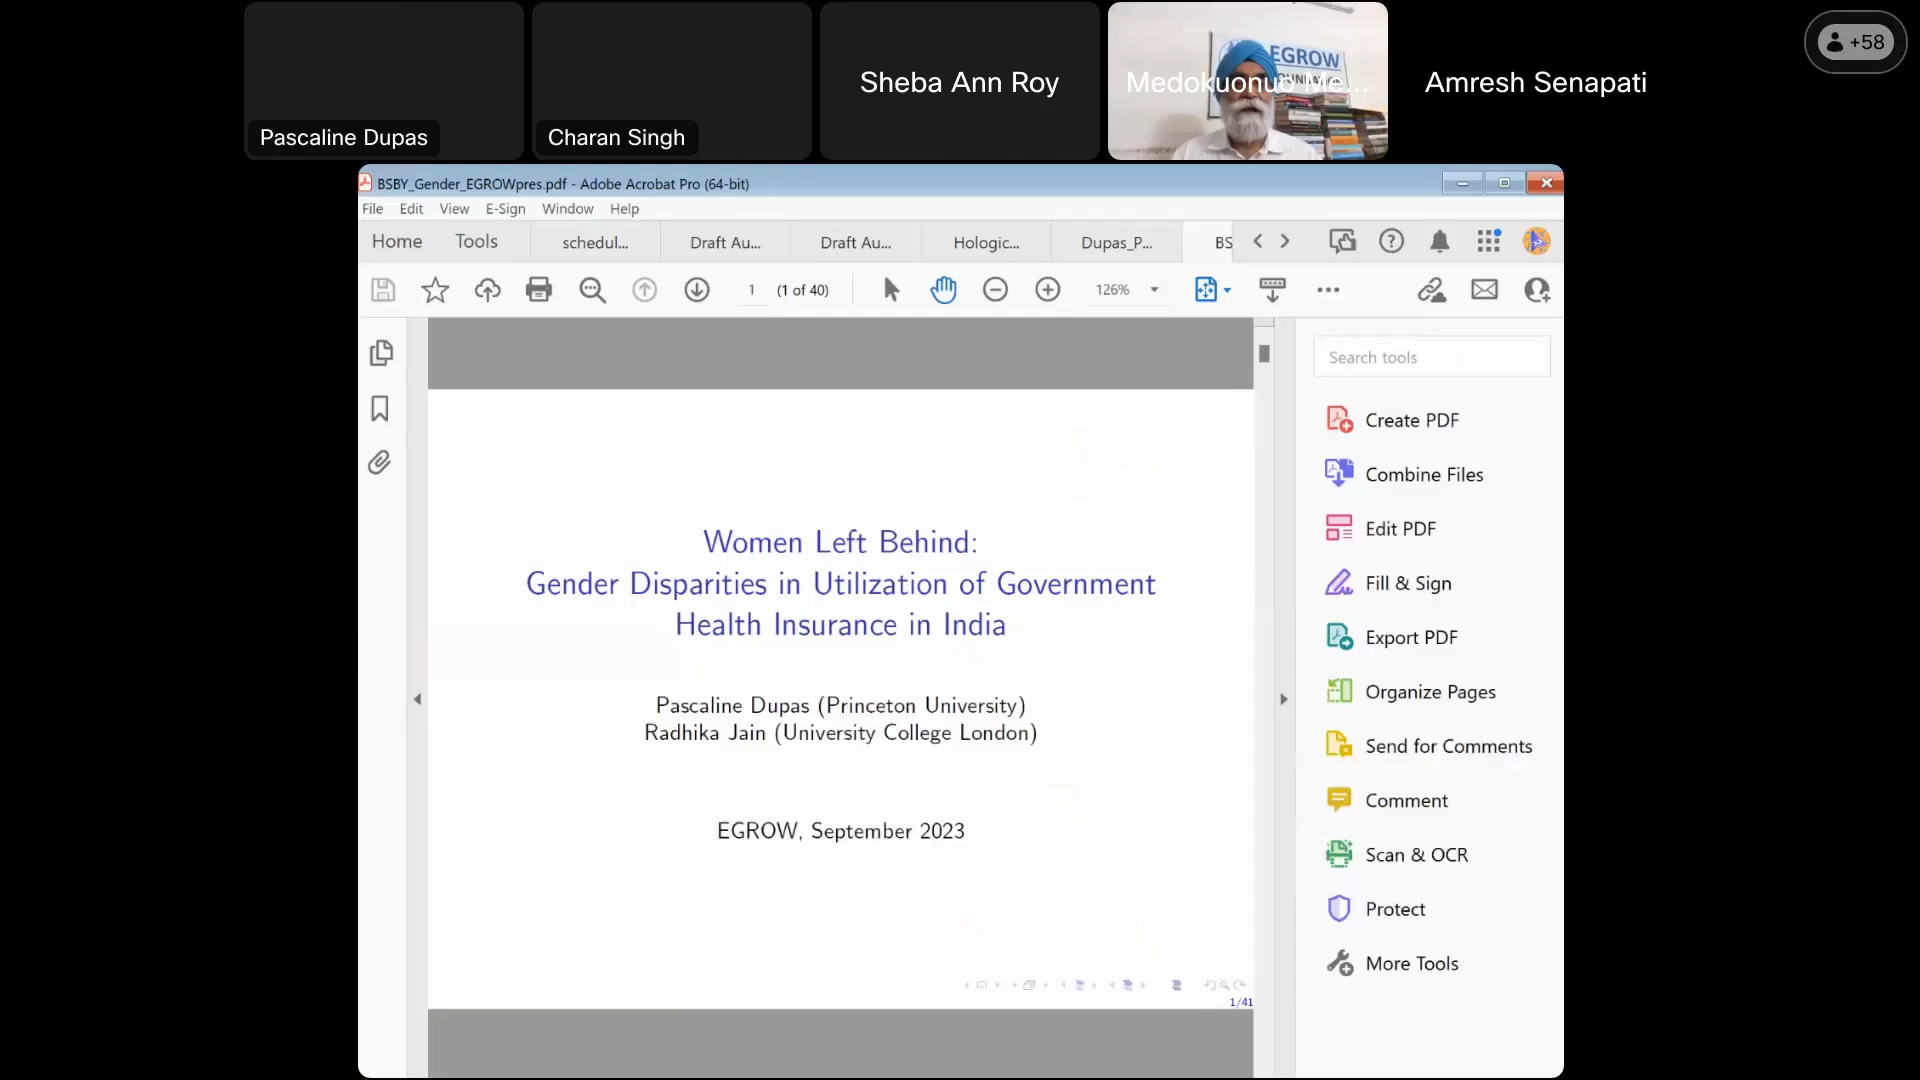 Pascaline Dupas
Charan Singh
Sheba Ann Roy
EGROW
Medokuonuo Me...
Amresh Senapati
+58
BSBY_Gender_EGROWpres.pdf - Adobe Acrobat Pro (64-bit)
File Edit View E-Sign Window Help
Home Tools schedul... Draft Au... Draft Au... Hologic... Dupas_P... BS
1 (1 of 40) 126%
Search tools
Create PDF
Combine Files
Edit PDF
Fill & Sign
Export PDF
Organize Pages
Send for Comments
Comment
Scan & OCR
Protect
More Tools
Women Left Behind:
Gender Disparities in Utilization of Government
Health Insurance in India
Pascaline Dupas (Princeton University)
Radhika Jain (University College London)
EGROW, September 2023
1/41